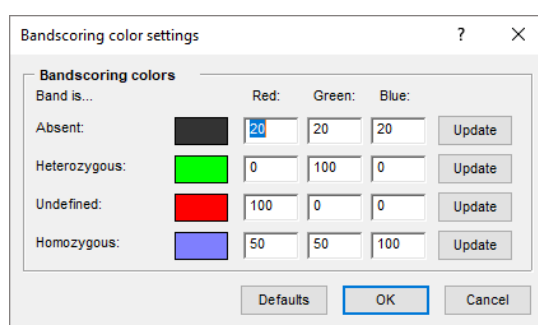 Bandscoring color settings ?
Bandscoring colors
Band is... Red: Green: Blue:
Absent: 20 20 20 Update
Heterozygous: 0 100 0 Update
Undefined: 100 0 0 Update
Homozygous: 50 50 100 Update
Defaults OK Cancel